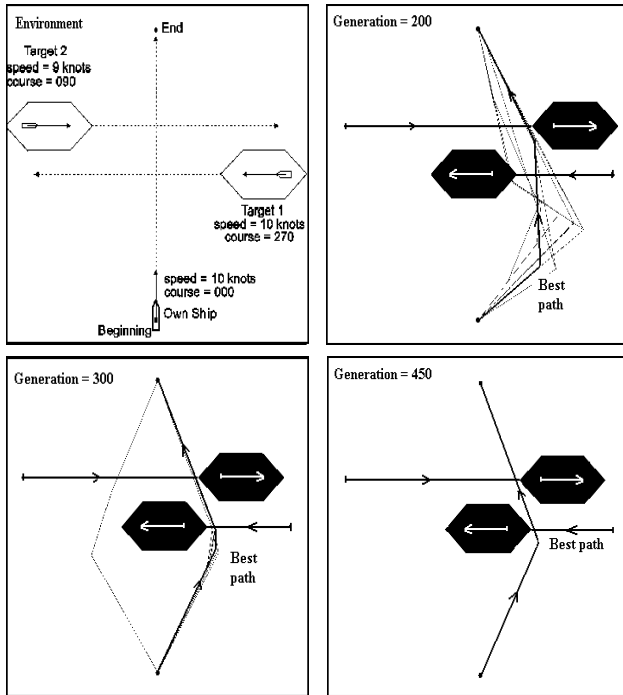 Environment
End
Target 2
speed = 9 knots
course = 090
Target 1
speed = 10 knots
course = 270
speed = 10 knots
course = 000
Own Ship
Beginning
Generation = 200
Best
path
Generation = 300
Best
path
Generation = 450
Best path